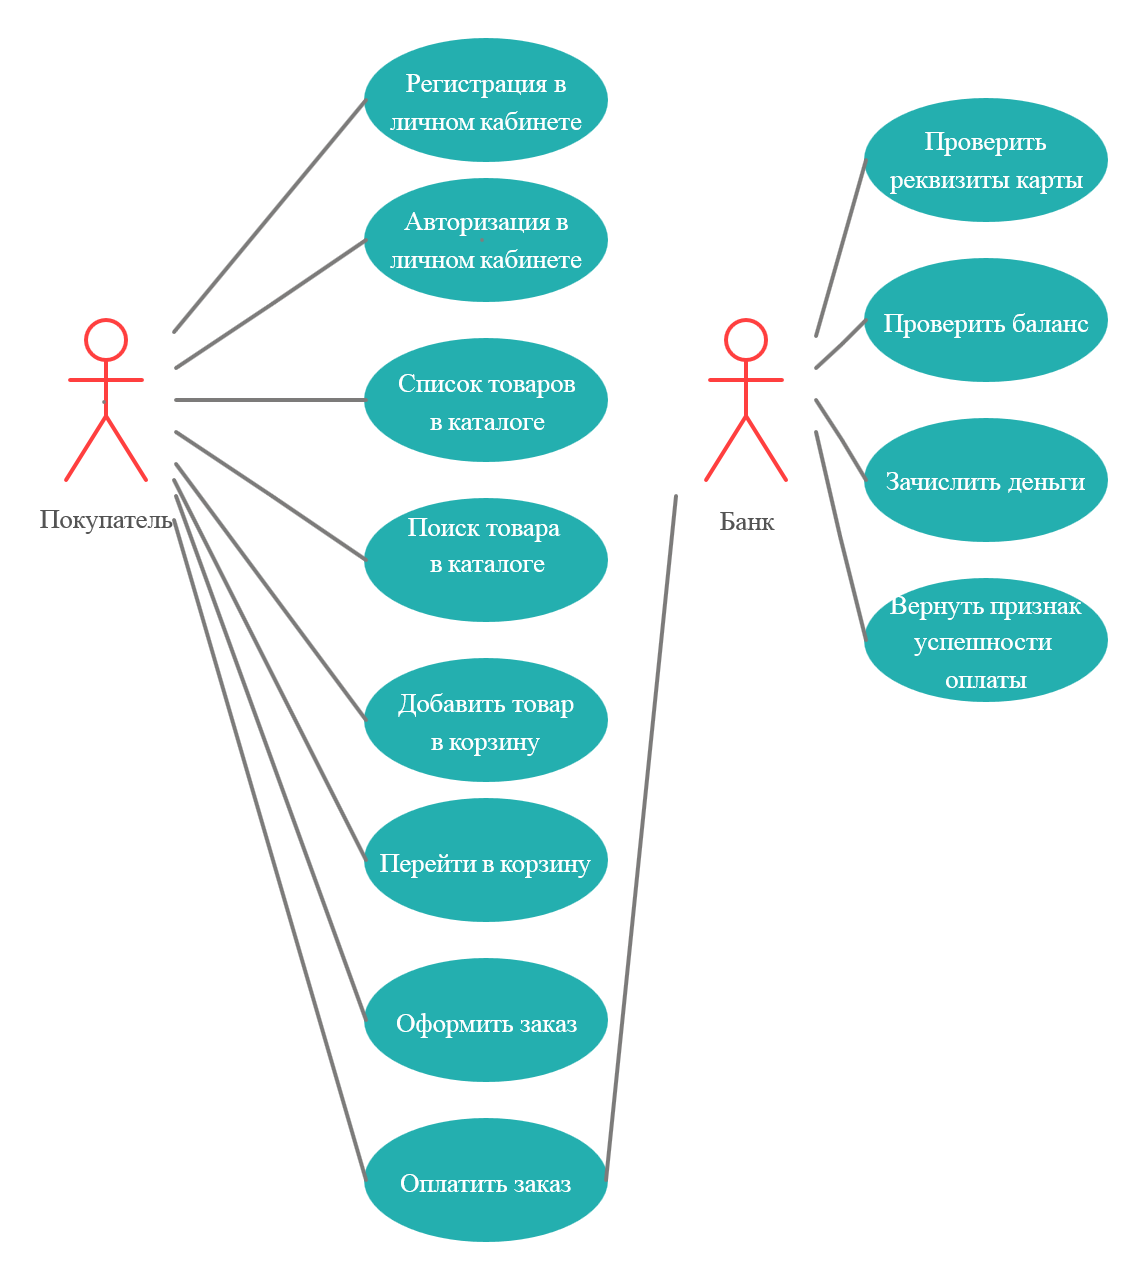 Регистрация в
личном кабинете
Авторизация в
личном кабинете
Список товаров
в каталоге
Поиск товара
в каталоге
Добавить товар
в корзину
Перейти в корзину
Оформить заказ
Оплатить заказ
Покупатель
Банк
Проверить
реквизиты карты
Проверить баланс
Зачислить деньги
Вернуть признак
успешности
оплаты